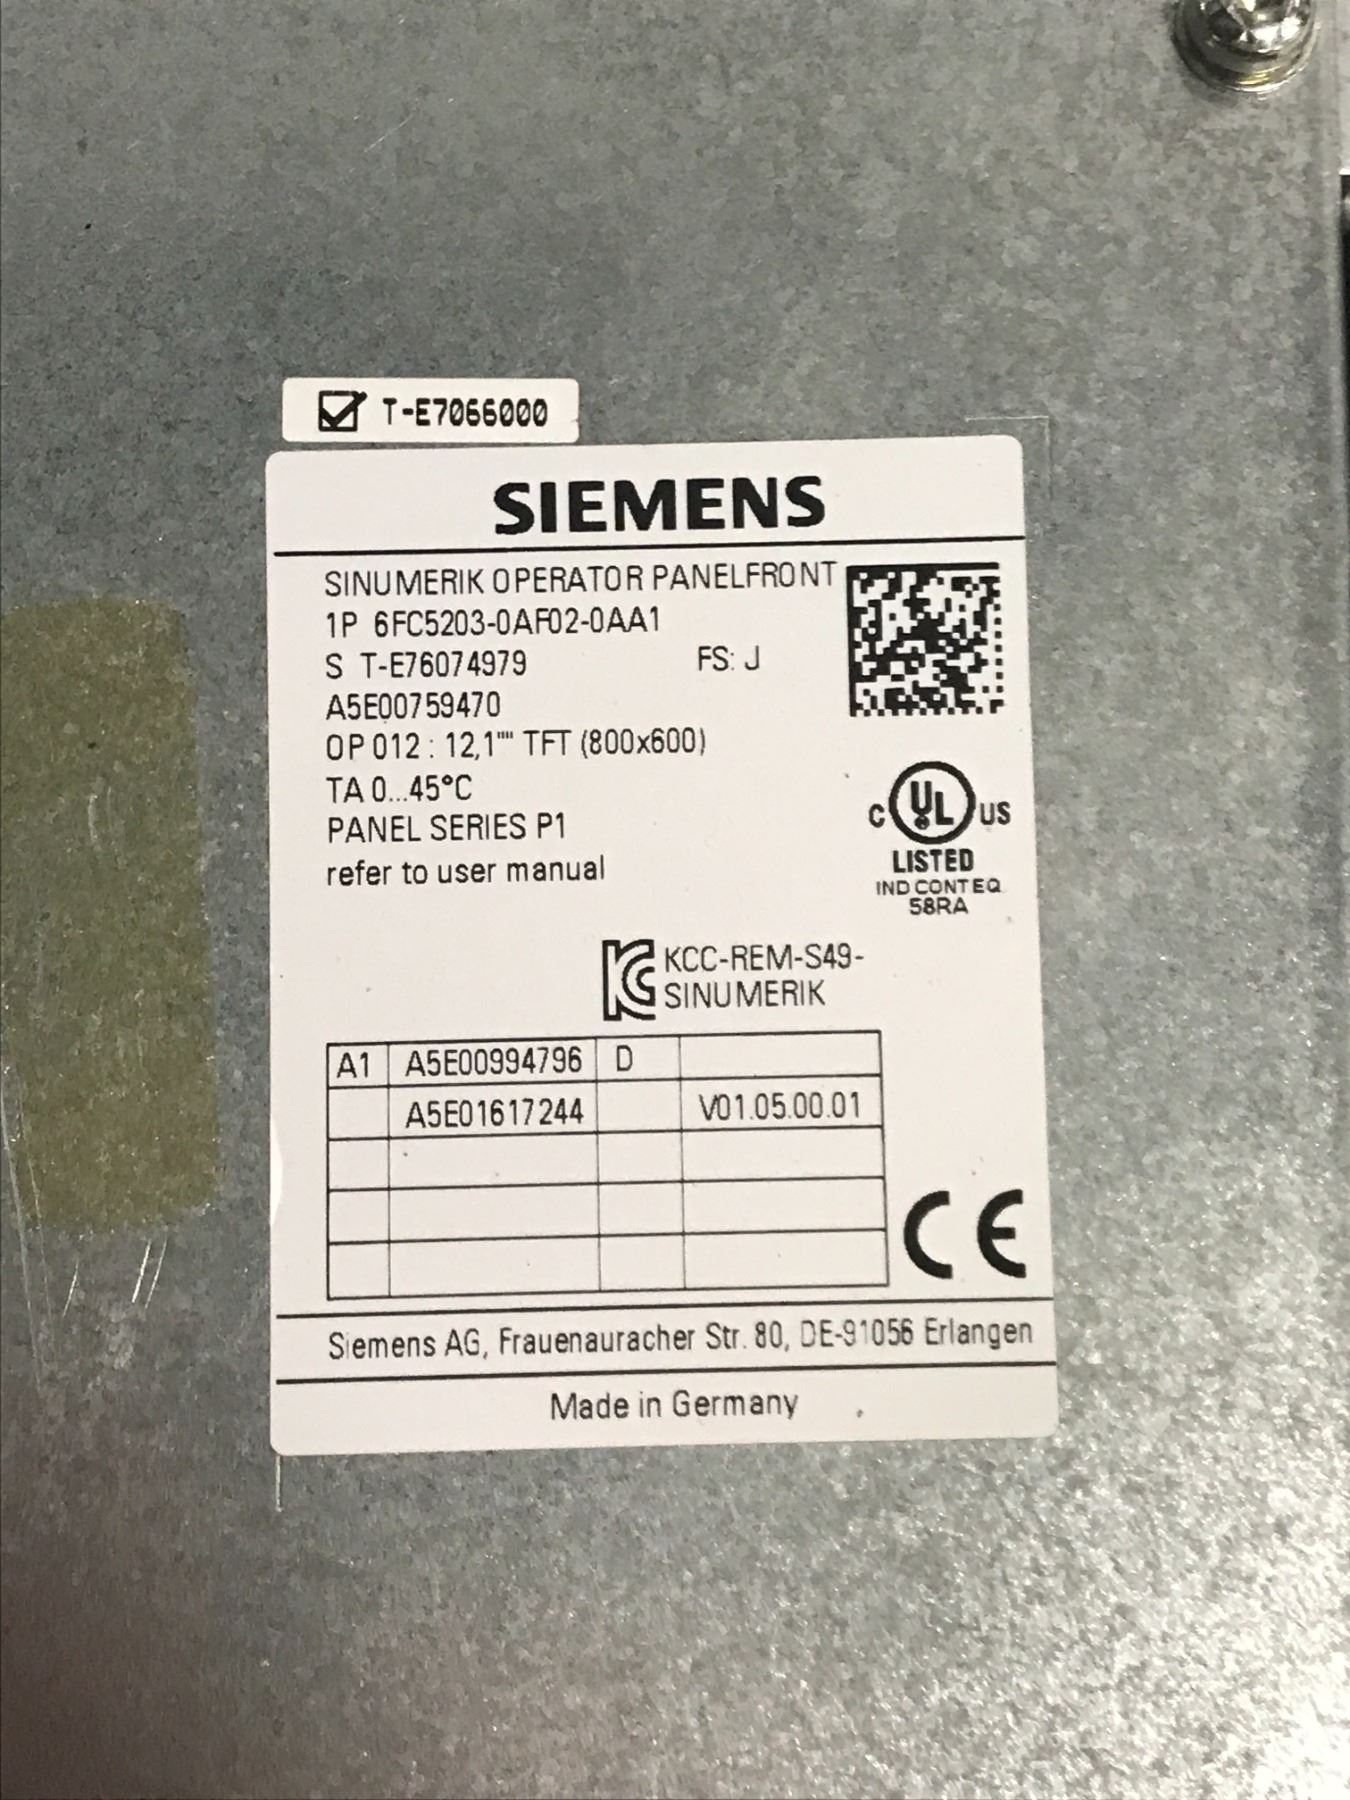 T-E7066000
SIEMENS
SINUMERIK OPERATOR PANELFRONT
1P 6FC5203-0AF02-0AA1
S T-E76074979 FS: J
A5E00759470
OP 012 : 12,1"" TFT (800x600)
TA 0...45°C
PANEL SERIES P1
refer to user manual
C UL US
LISTED
IND CONT EQ
58RA
KCC-REM-S49-
SINUMERIK
A1 A5E00994796 D
A5E01617244 V01.05.00.01
CE
Siemens AG, Frauenauracher Str. 80, DE-91056 Erlangen
Made in Germany